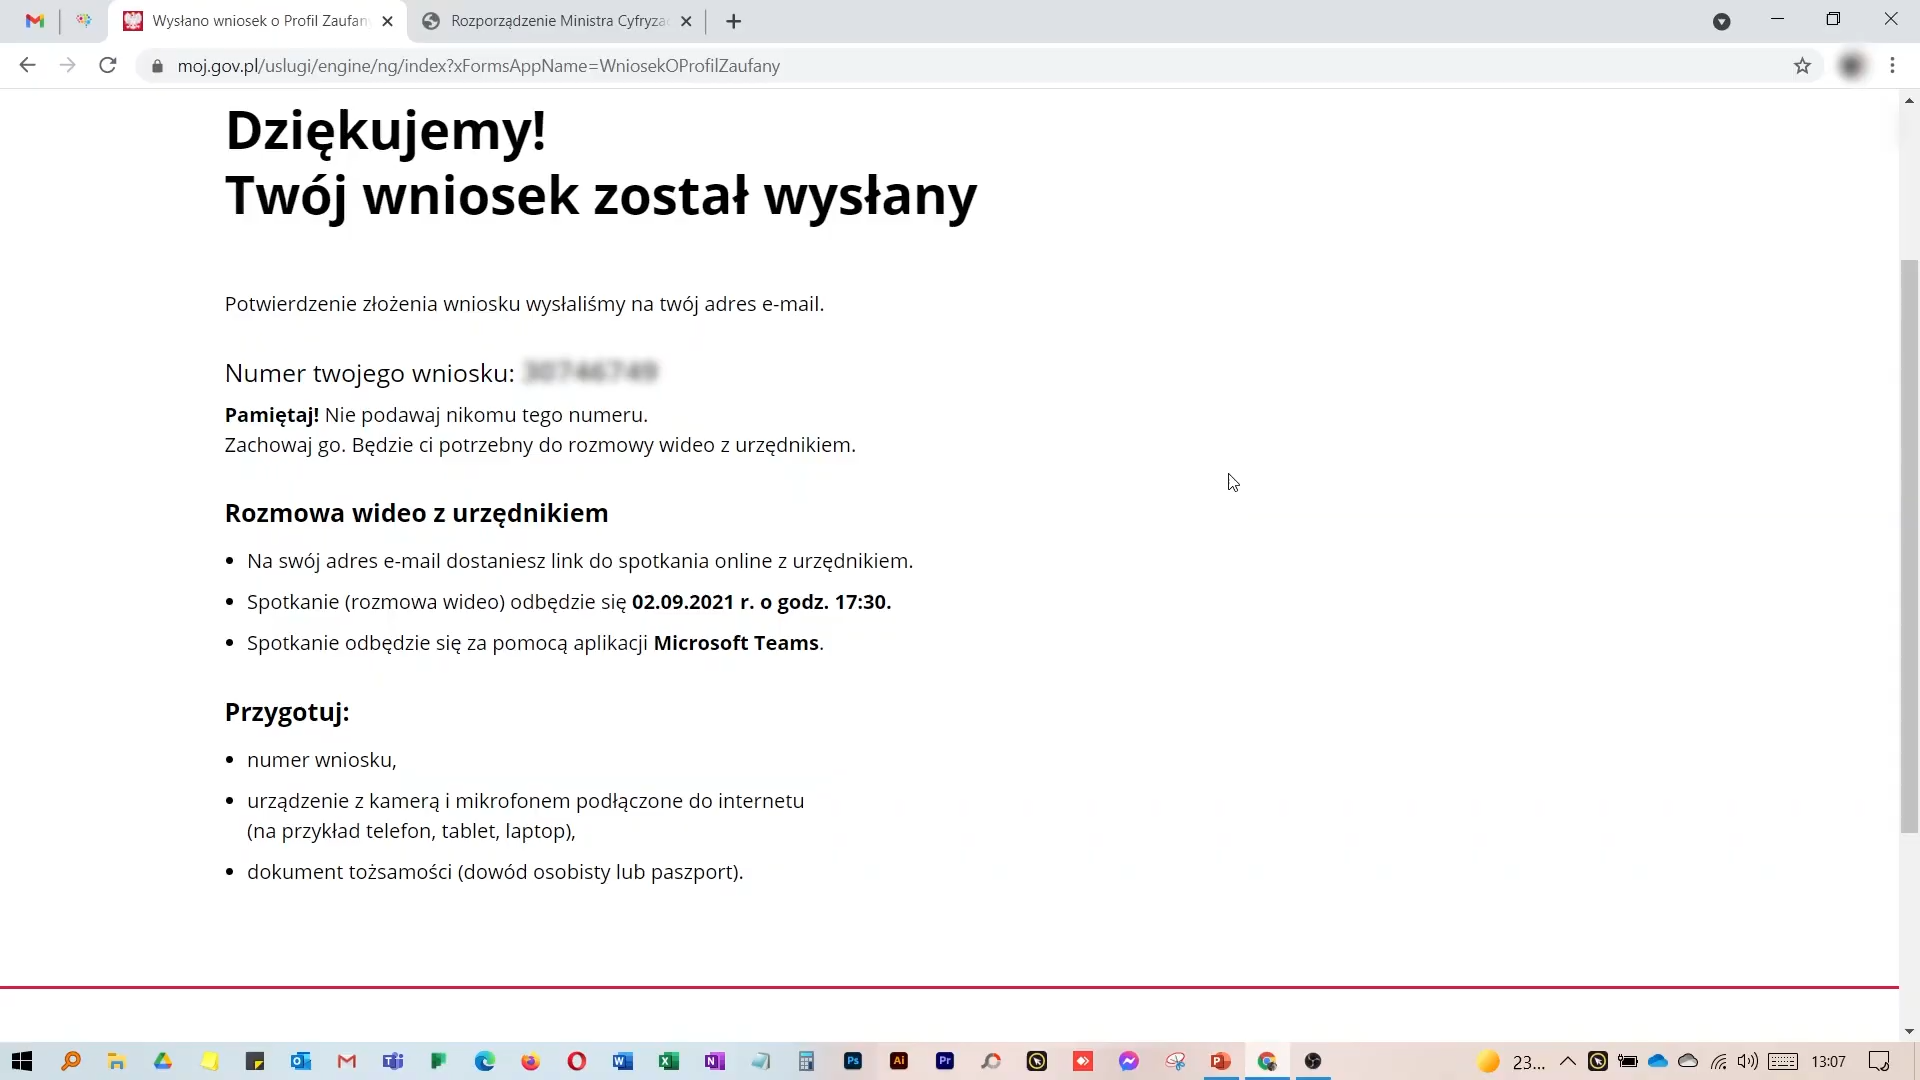 Wysłano wniosek o Profil Zaufan
Rozporządzenie Ministra Cyfryzac
moj.gov.pl/uslugi/engine/ng/index?xFormsAppName=WniosekOProfilZaufany
Dziękujemy!
Twój wniosek został wysłany
Potwierdzenie złożenia wniosku wysłaliśmy na twój adres e-mail.
Numer twojego wniosku:
Pamiętaj! Nie podawaj nikomu tego numeru.
Zachowaj go. Będzie ci potrzebny do rozmowy wideo z urzędnikiem.
Rozmowa wideo z urzędnikiem
• Na swój adres e-mail dostaniesz link do spotkania online z urzędnikiem.
• Spotkanie (rozmowa wideo) odbędzie się 02.09.2021 r. o godz. 17:30.
• Spotkanie odbędzie się za pomocą aplikacji Microsoft Teams.
Przygotuj:
• numer wniosku,
• urządzenie z kamerą i mikrofonem podłączone do internetu
(na przykład telefon, tablet, laptop),
• dokument tożsamości (dowód osobisty lub paszport).
23... 13:07